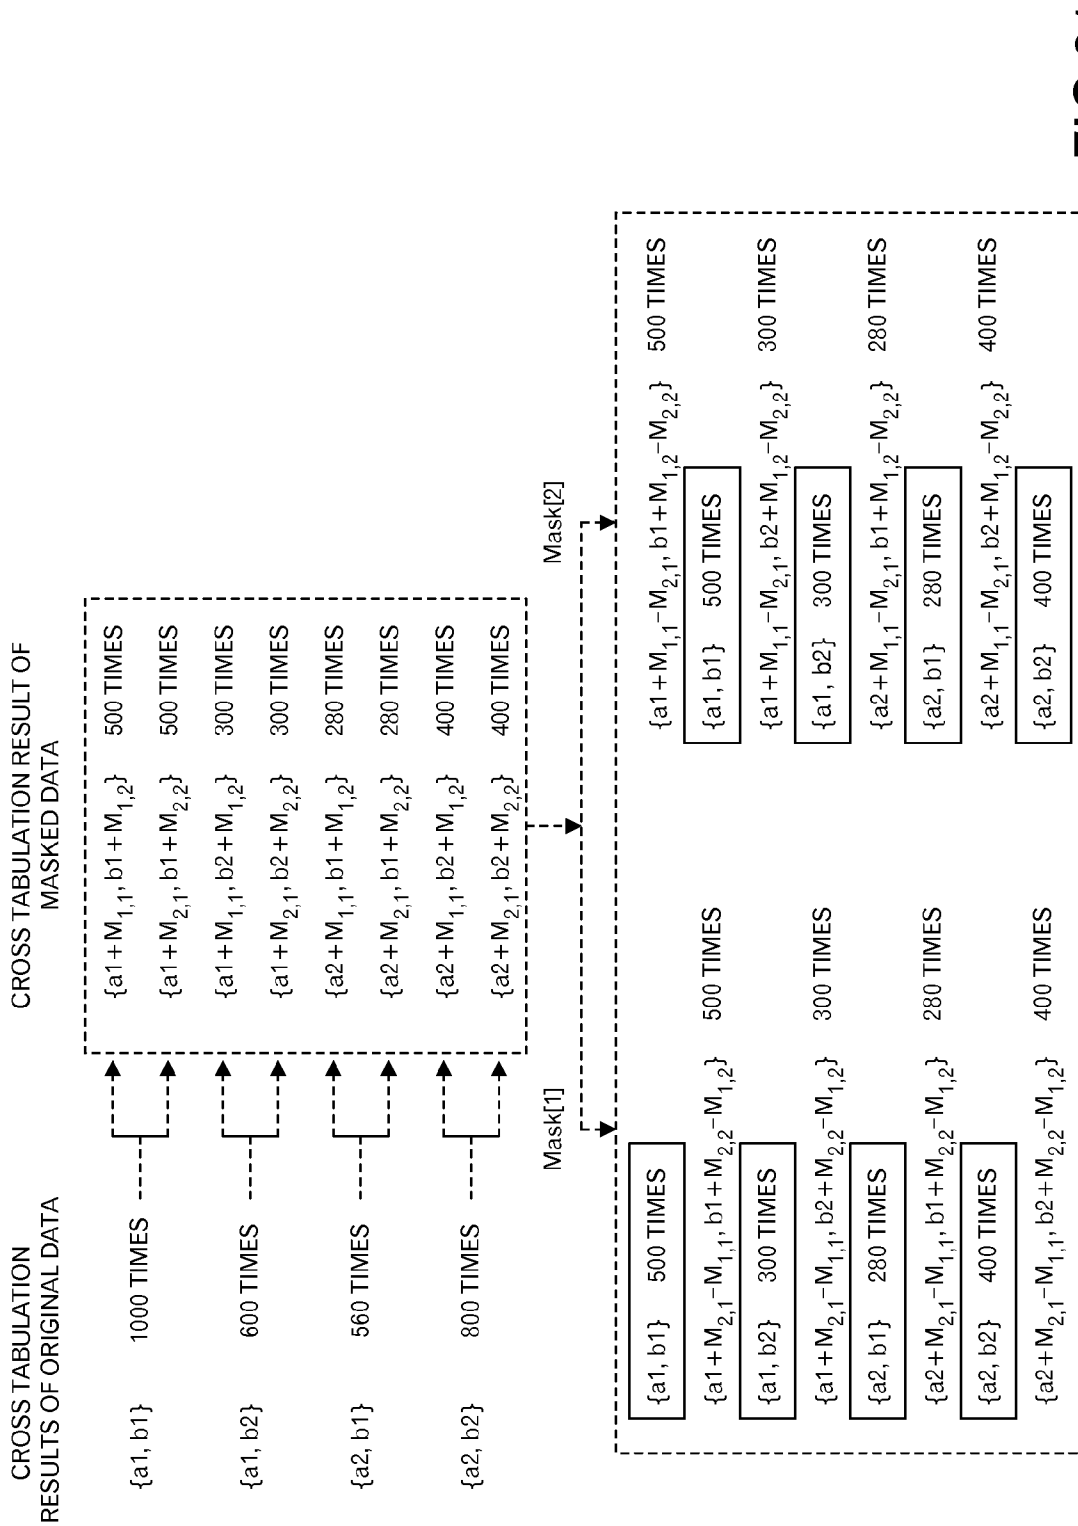 CROSS TABULATION
RESULTS OF ORIGINAL DATA
{a1, b1} 1000 TIMES
{a1, b2} 600 TIMES
{a2, b1} 560 TIMES
{a2, b2} 800 TIMES
CROSS TABULATION RESULT OF
MASKED DATA
{a1+M1,1, b1+M1,2} 500 TIMES
{a1+M2,1, b1+M2,2} 500 TIMES
{a1+M1,1, b2+M1,2} 300 TIMES
{a1+M2,1, b2+M2,2} 300 TIMES
{a2+M1,1, b1+M1,2} 280 TIMES
{a2+M2,1, b1+M2,2} 280 TIMES
{a2+M1,1, b2+M1,2} 400 TIMES
{a2+M2,1, b2+M2,2} 400 TIMES
Mask[1]
{a1, b1} 500 TIMES
{a1+M2,1-M1,1, b1+M2,2-M1,2} 500 TIMES
{a1, b2} 300 TIMES
{a1+M2,1-M1,1, b2+M2,2-M1,2} 300 TIMES
{a2, b1} 280 TIMES
{a2+M2,1-M1,1, b1+M2,2-M1,2} 280 TIMES
{a2, b2} 400 TIMES
{a2+M2,1-M1,1, b2+M2,2-M1,2} 400 TIMES
Mask[2]
{a1+M1,1-M2,1, b1+M1,2-M2,2} 500 TIMES
{a1, b1} 500 TIMES
{a1+M1,1-M2,1, b2+M1,2-M2,2} 300 TIMES
{a1, b2} 300 TIMES
{a2+M1,1-M2,1, b1+M1,2-M2,2} 280 TIMES
{a2, b1} 280 TIMES
{a2+M1,1-M2,1, b2+M1,2-M2,2} 400 TIMES
{a2, b2} 400 TIMES